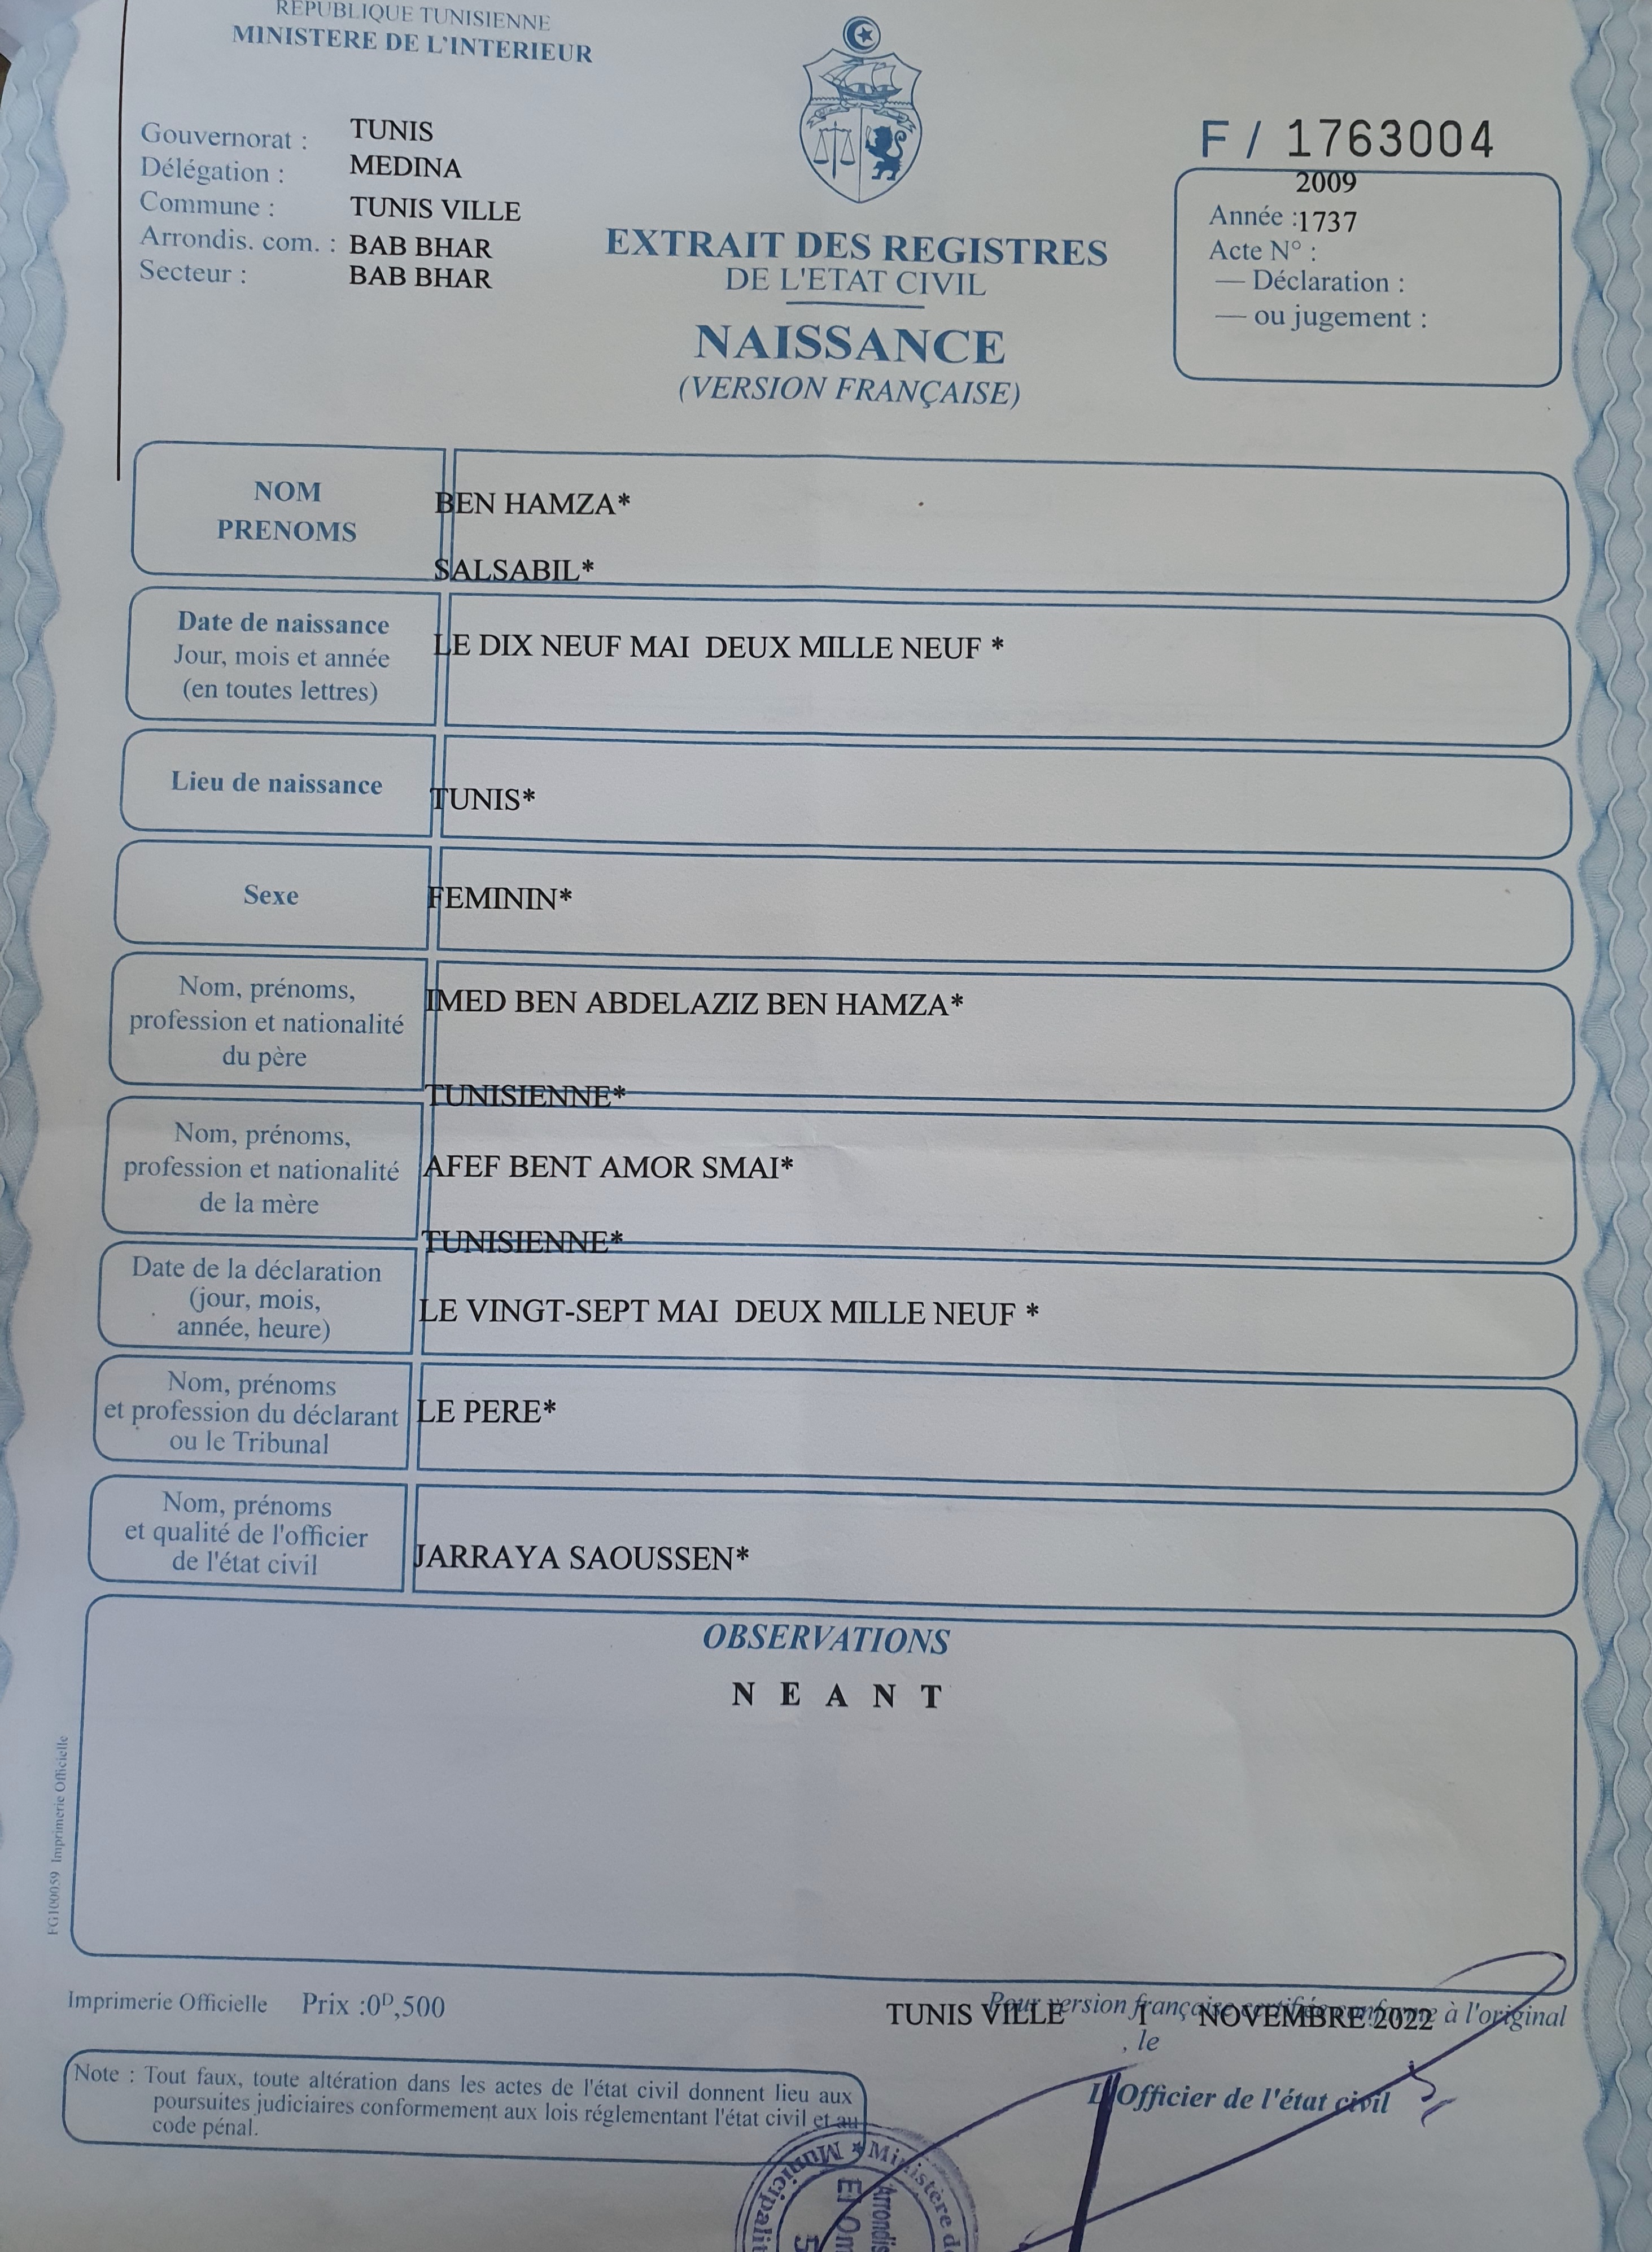 REPUBLIQUE TUNISIENNE
MINISTERE DE L'INTERIEUR
Gouvernorat : TUNIS
Délégation : MEDINA
Commune : TUNIS VILLE
Arrondis. com. : BAB BHAR
Secteur : BAB BHAR
EXTRAIT DES REGISTRES
DE L'ETAT CIVIL
NAISSANCE
(VERSION FRANÇAISE)
F / 1763004
2009
Année : 1737
Acte N° :
— Déclaration :
— ou jugement :
NOM
PRENOMS
BEN HAMZA*
SALSABIL*
Date de naissance
Jour, mois et année
(en toutes lettres)
LE DIX NEUF MAI DEUX MILLE NEUF *
Lieu de naissance
TUNIS*
Sexe
FEMININ*
Nom, prénoms,
profession et nationalité
du père
IMED BEN ABDELAZIZ BEN HAMZA*
TUNISIENNE*
Nom, prénoms,
profession et nationalité
de la mère
AFEF BENT AMOR SMAI*
TUNISIENNE*
Date de la déclaration
(jour, mois,
année, heure)
LE VINGT-SEPT MAI DEUX MILLE NEUF *
Nom, prénoms
et profession du déclarant
ou le Tribunal
LE PERE*
Nom, prénoms
et qualité de l'officier
de l'état civil
JARRAYA SAOUSSEN*
OBSERVATIONS
N E A N T
FG100059 Imprimerie Officielle
Imprimerie Officielle Prix :0ᴰ,500
Pour version française certifiée conforme à l'original
TUNIS VILLE 1 NOVEMBRE 2022
, le
L'Officier de l'état civil
Note : Tout faux, toute altération dans les actes de l'état civil donnent lieu aux
poursuites judiciaires conformement aux lois réglementant l'état civil et au
code pénal.
Municipalit
★ Ministère de
Arrondis
El Om
5